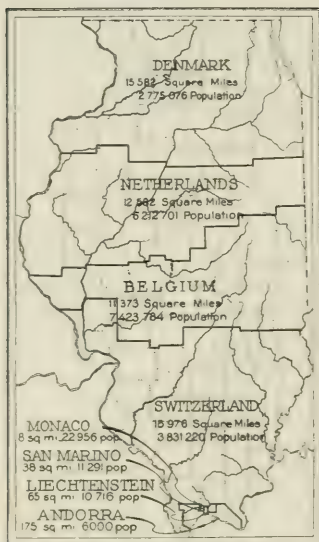 DENMARK
15 582 Square Miles
2 775 076 Population
NETHERLANDS
12 582 Square Miles
6 212 701 Population
BELGIUM
11 373 Square Miles
7 423 784 Population
SWITZERLAND
15 976 Square Miles
3 831 220 Population
MONACO
8 sq mi 22 956 pop
SAN MARINO
38 sq mi 11 291 pop
LIECHTENSTEIN
65 sq mi 10 716 pop
ANDORRA
175 sq mi 6000 pop